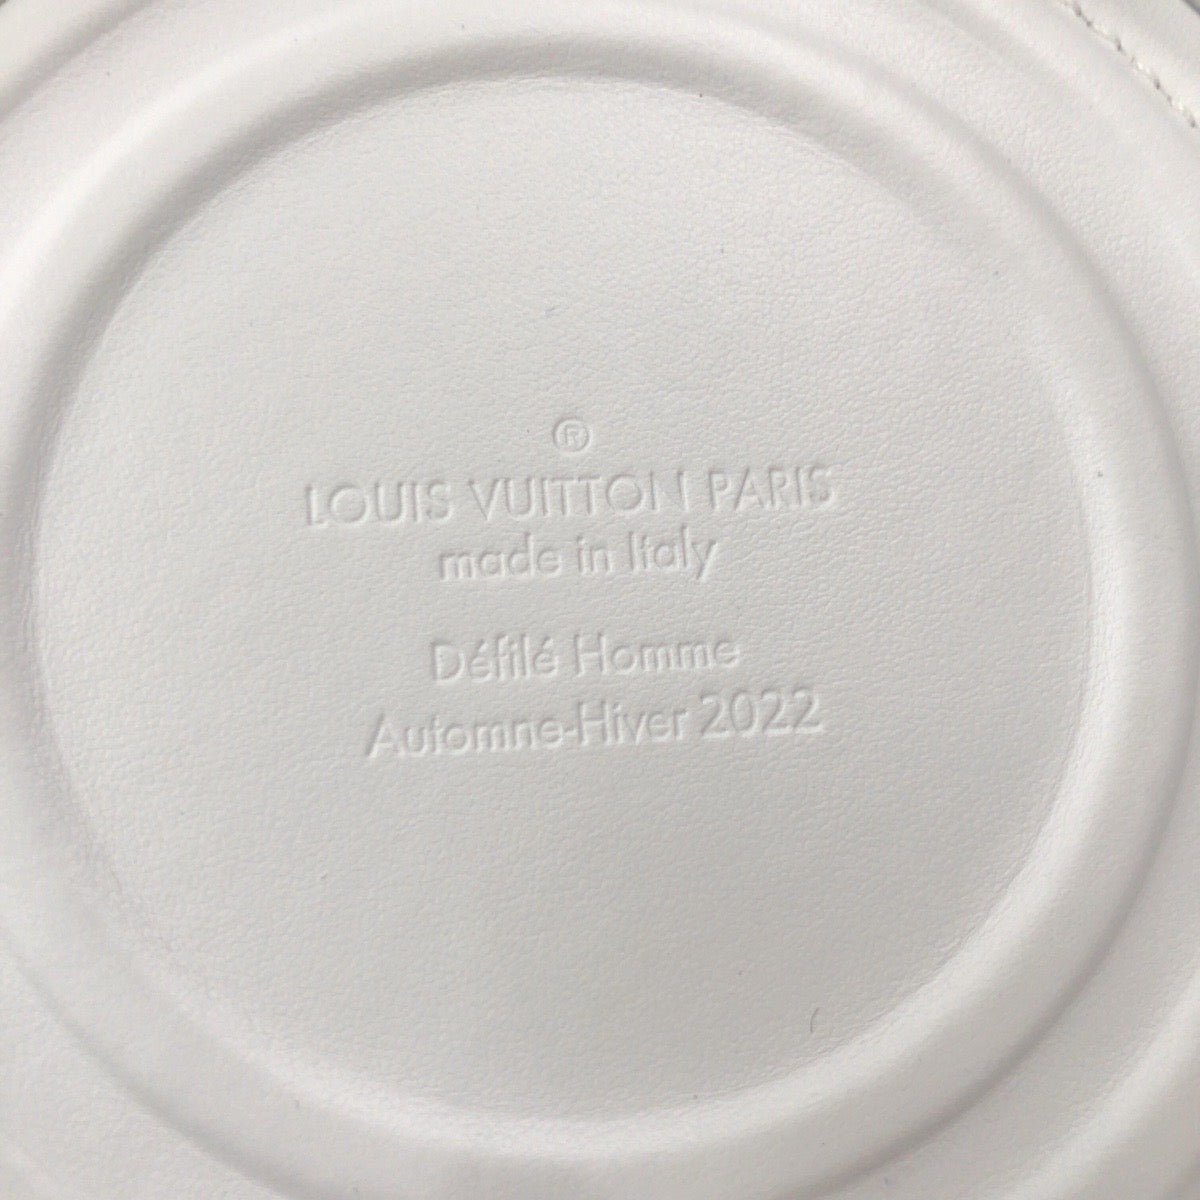 ®
LOUIS VUITTON PARIS
made in Italy
Défilé Homme
Automne-Hiver 2022